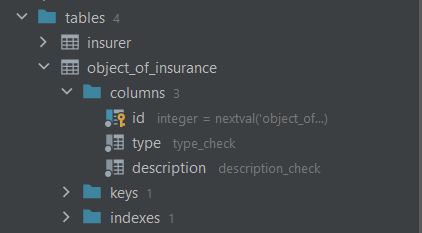 tables 4
insurer
object_of_insurance
columns 3
id integer = nextval('object_of...)
type type_check
description description_check
keys 1
indexes 1